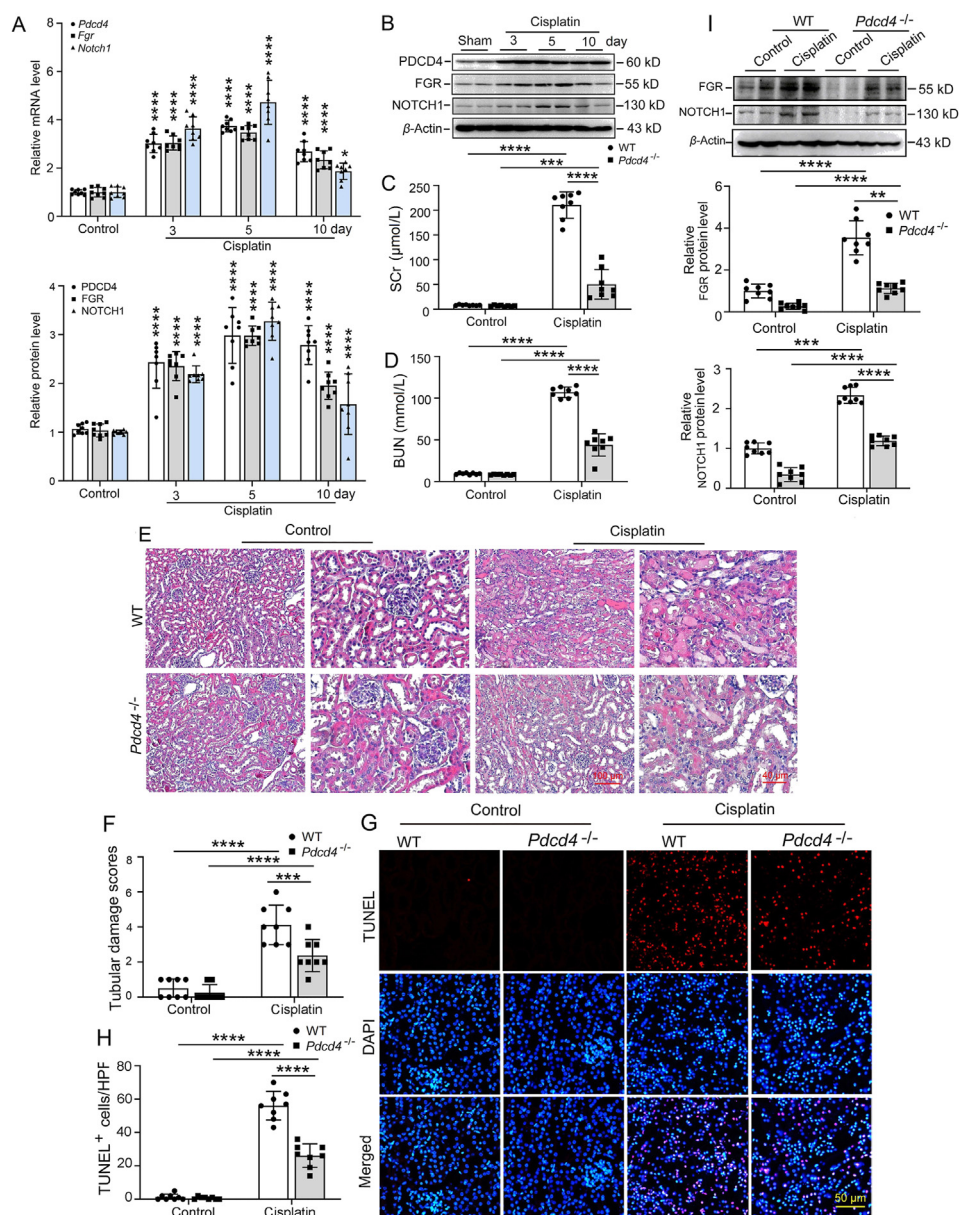 A
Pdcd4
Fgr
Notch1
Relative mRNA level
8
6
4
2
0
****
****
****
****
****
****
****
****
*
Control
3
5
10 day
Cisplatin
PDCD4
FGR
NOTCH1
Relative protein level
4
3
2
1
0
****
****
****
****
****
****
****
****
****
Control
3
5
10 day
Cisplatin
B
Cisplatin
Sham 3 5 10 day
PDCD4 60 kD
FGR 55 kD
NOTCH1 130 kD
β-Actin 43 kD
C
WT
Pdcd4 -/-
****
***
****
SCr (μmol/L)
250
200
150
100
50
0
Control Cisplatin
D
****
****
****
BUN (mmol/L)
150
100
50
0
Control Cisplatin
I
WT Pdcd4 -/-
Control Cisplatin Control Cisplatin
FGR 55 kD
NOTCH1 130 kD
β-Actin 43 kD
****
****
**
WT
Pdcd4 -/-
Relative
FGR protein level
6
4
2
0
Control Cisplatin
***
****
****
Relative
NOTCH1 protein level
4
3
2
1
0
Control Cisplatin
E
Control Cisplatin
WT
Pdcd4 -/-
100 μm
40 μm
F
WT
Pdcd4 -/-
****
****
***
Tubular damage scores
8
6
4
2
0
Control Cisplatin
G
Control Cisplatin
WT Pdcd4 -/- WT Pdcd4 -/-
TUNEL
DAPI
Merged
50 μm
H
WT
Pdcd4 -/-
****
****
****
TUNEL+ cells/HPF
100
80
60
40
20
0
Control Cisplatin